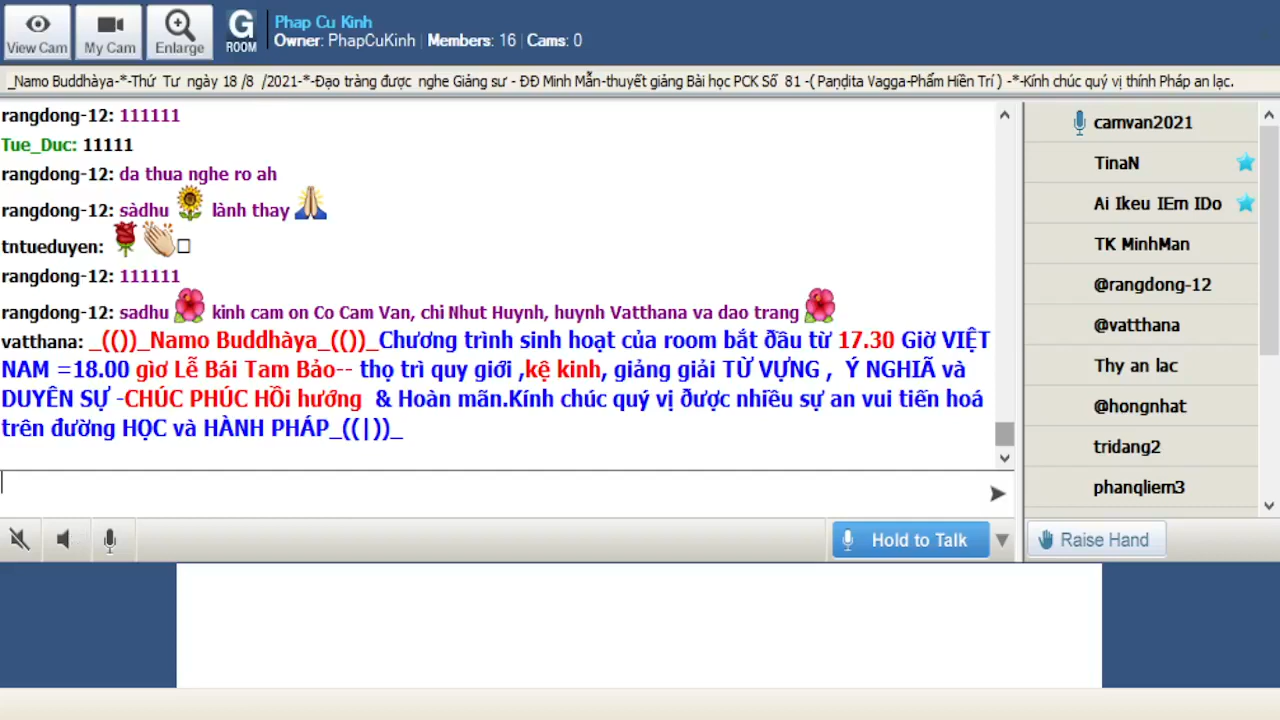 View Cam
My Cam
Enlarge
G
ROOM
Phap Cu Kinh
Owner: PhapCuKinh | Members: 16 | Cams: 0
_Namo Buddhàya-*-Thứ Tư ngày 18 /8 /2021-*-Đạo tràng được nghe Giảng sư - ĐĐ Minh Mẫn-thuyết giảng Bài học PCK Số 81 -( Paṇḍita Vagga-Phẩm Hiền Trí ) -*-Kính chúc quý vị thính Pháp an lạc.
rangdong-12: 111111
Tue_Duc: 11111
rangdong-12: da thua nghe ro ah
rangdong-12: sàdhu 🌻 lành thay 🙏
tntueduyen: 🌹👏
rangdong-12: 111111
rangdong-12: sadhu 🌺 kinh cam on Co Cam Van, chi Nhut Huynh, huynh Vatthana va dao trang 🌺
vatthana: _(())_Namo Buddhàya_(())_Chương trình sinh hoạt của room bắt ðầu từ 17.30 Giờ VIỆT
NAM =18.00 gìơ Lễ Bái Tam Bảo-- thọ trì quy giới ,kệ kinh, giảng giải TỪ VỰNG , Ý NGHIÃ và
DUYÊN SỰ -CHÚC PHÚC HỒi hướng & Hoàn mãn.Kính chúc quý vị ðược nhiều sự an vui tiến hoá
trên đường HỌC và HÀNH PHÁP_((|))_
camvan2021
TinaN
Ai Ikeu IEm IDo
TK MinhMan
@rangdong-12
@vatthana
Thy an lac
@hongnhat
tridang2
phanqliem3
Hold to Talk
Raise Hand